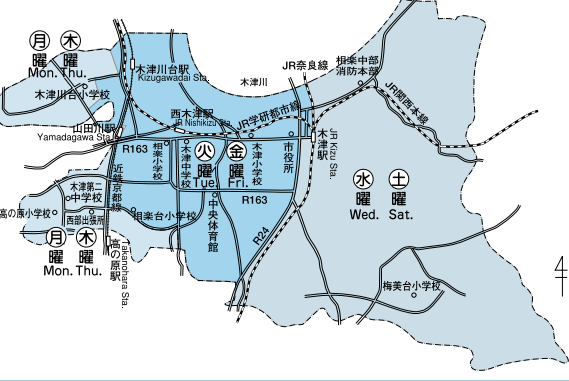 月 木
曜 曜
Mon. Thu.
木津川台小学校
木津川台駅
Kizugawadai Sta.
木津川
JR奈良線
相楽中部
消防本部
西木津駅
JR Nishikizu Sta.
JR学研都市線
JR関西本線
山田川駅
Yamadagawa Sta.
R163
相楽小学校
木津中学校
火 金
曜 曜
Tue. Fri.
木津小学校
市役所
木津駅
JR Kizu Sta.
水 土
曜 曜
Wed. Sat.
近鉄京都線
木津第二
中学校
高の原小学校
西部出張所
相楽台小学校
中央体育館
R163
R24
月 木
曜 曜
Mon. Thu.
高の原駅
Takanohara Sta.
梅美台小学校
4